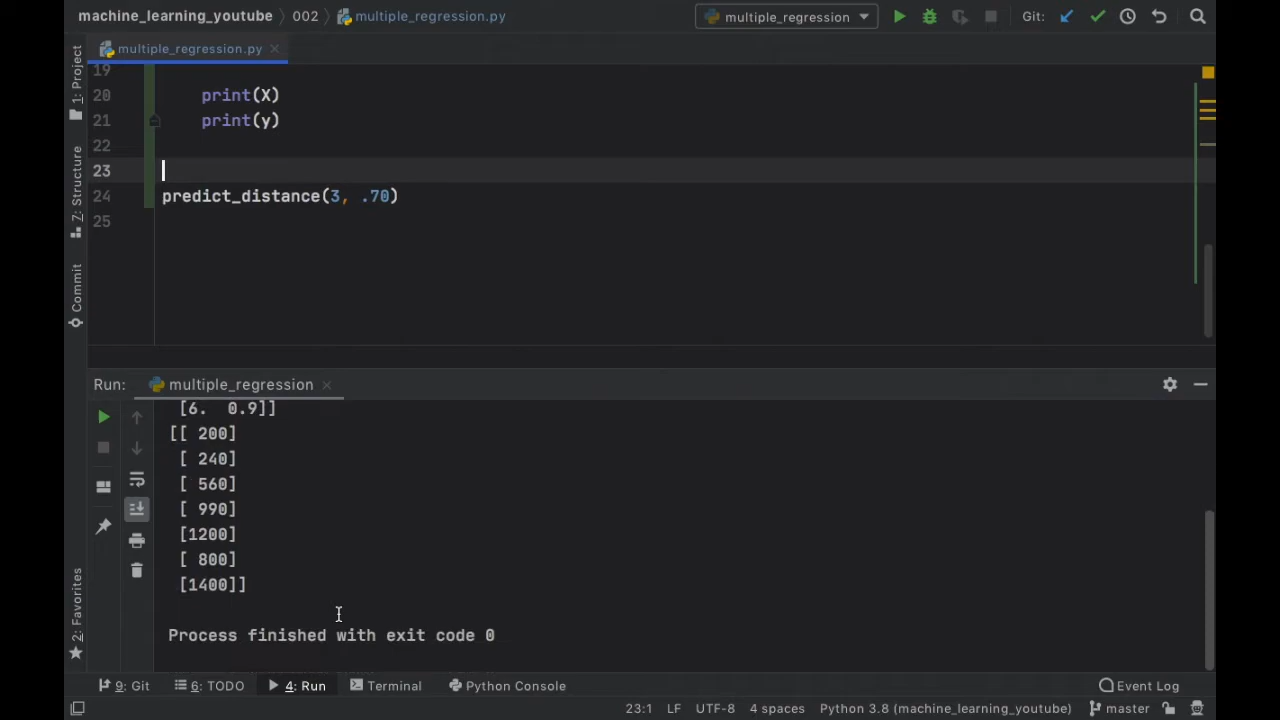 machine_learning_youtube 002 multiple_regression.py multiple_regression Git:
multiple_regression.py
19
20 print(X)
21 print(y)
22
23
24 predict_distance(3, .70)
25
1: Project
7: Structure
Commit
2: Favorites
Run: multiple_regression
[6. 0.9]]
[[ 200]
[ 240]
[ 560]
[ 990]
[1200]
[ 800]
[1400]]
Process finished with exit code 0
9: Git 6: TODO 4: Run Terminal Python Console Event Log
23:1 LF UTF-8 4 spaces Python 3.8 (machine_learning_youtube) master